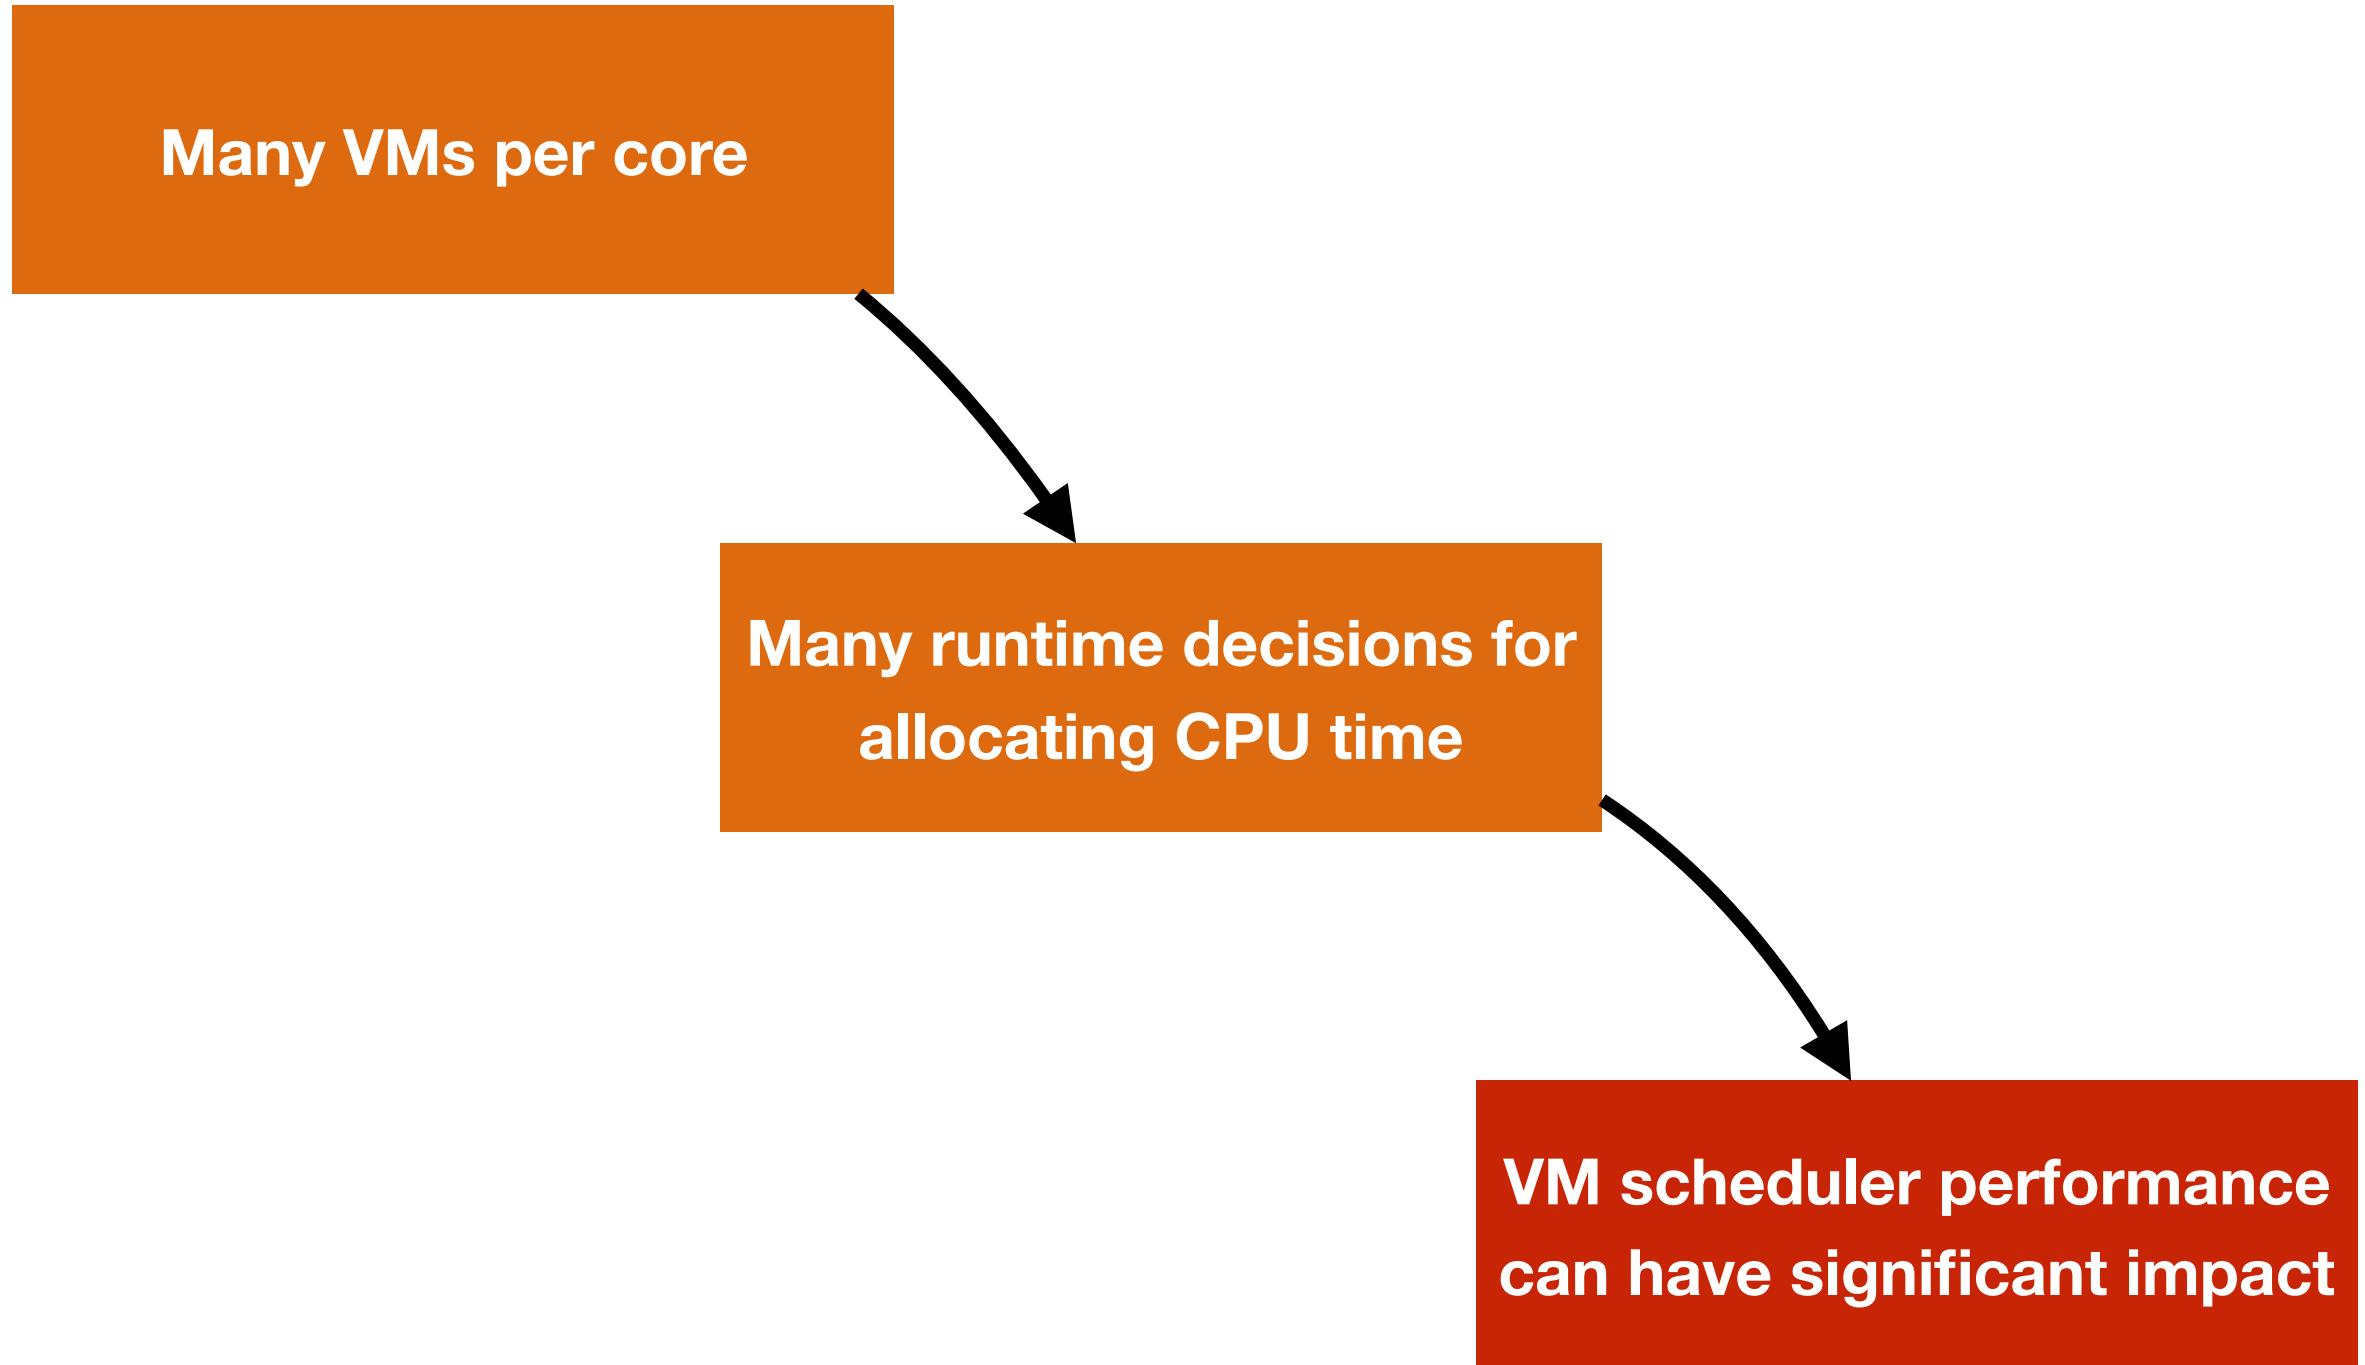 Many VMs per core
Many runtime decisions for
allocating CPU time
VM scheduler performance
can have significant impact